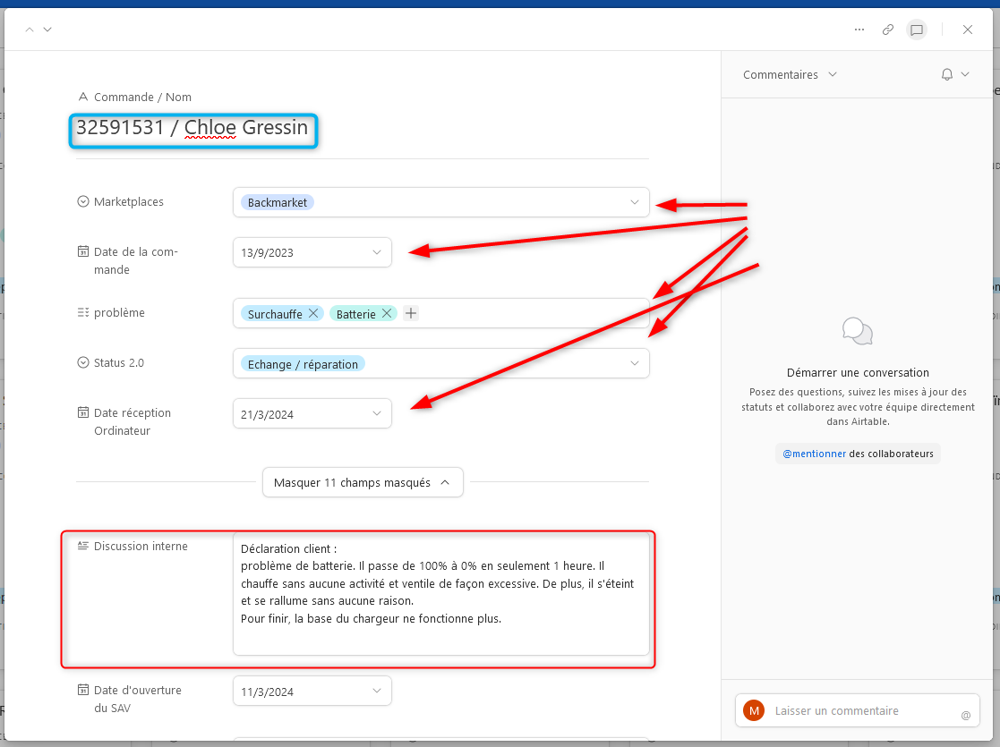 Commande / Nom
32591531 / Chloe Gressin
Marketplaces
Backmarket
Date de la com-
mande
13/9/2023
problème
Surchauffe
Batterie
Status 2.0
Echange / réparation
Date réception
Ordinateur
21/3/2024
Masquer 11 champs masqués
Discussion interne
Déclaration client :
problème de batterie. Il passe de 100% à 0% en seulement 1 heure. Il
chauffe sans aucune activité et ventile de façon excessive. De plus, il s'éteint
et se rallume sans aucune raison.
Pour finir, la base du chargeur ne fonctionne plus.
Date d'ouverture
du SAV
11/3/2024
Commentaires
Démarrer une conversation
Posez des questions, suivez les mises à jour des
statuts et collaborez avec votre équipe directement
dans Airtable.
@mentionner des collaborateurs
M
Laisser un commentaire
@